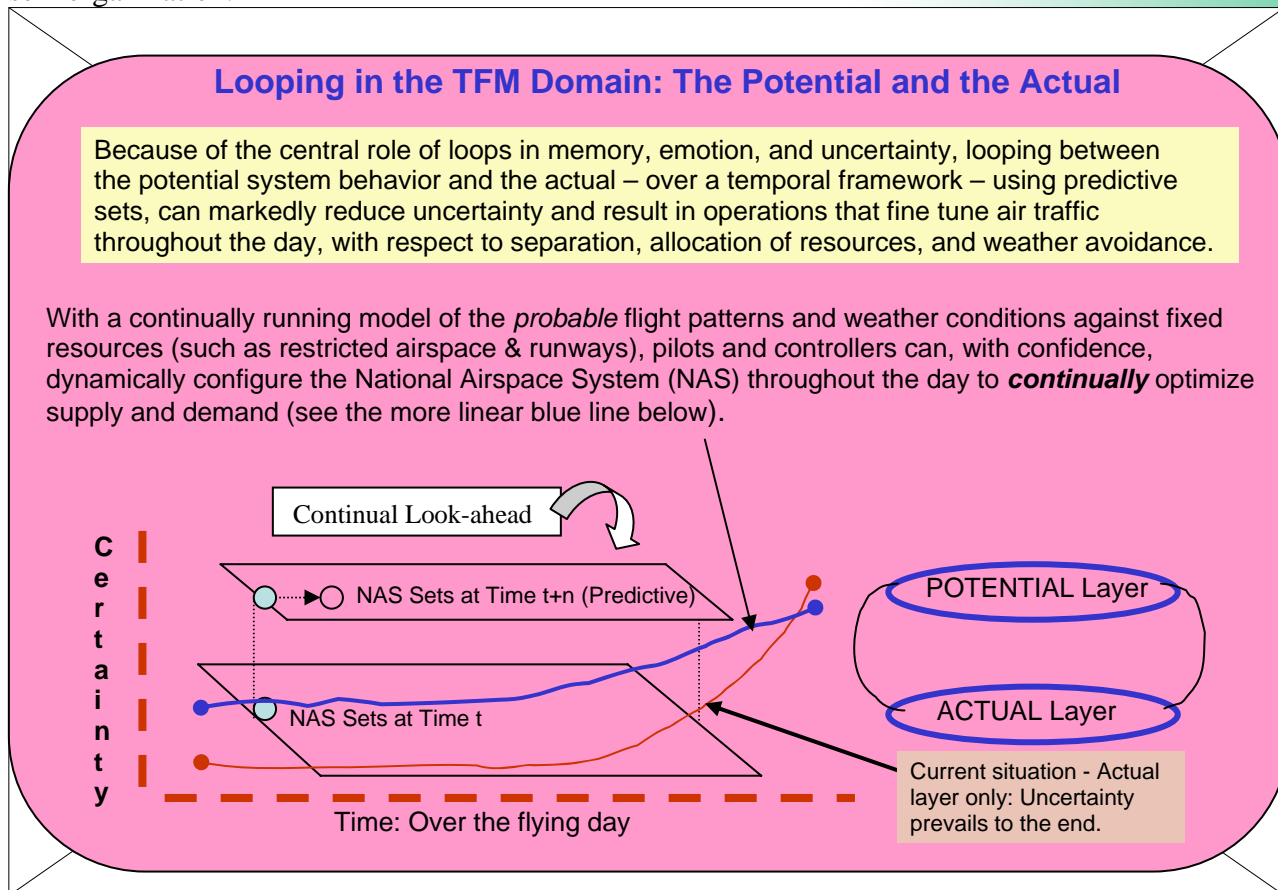 Looping in the TFM Domain: The Potential and the Actual
Because of the central role of loops in memory, emotion, and uncertainty, looping between
the potential system behavior and the actual – over a temporal framework – using predictive
sets, can markedly reduce uncertainty and result in operations that fine tune air traffic
throughout the day, with respect to separation, allocation of resources, and weather avoidance.
With a continually running model of the probable flight patterns and weather conditions against fixed
resources (such as restricted airspace & runways), pilots and controllers can, with confidence,
dynamically configure the National Airspace System (NAS) throughout the day to continually optimize
supply and demand (see the more linear blue line below).
Continual Look-ahead
Certainty
NAS Sets at Time t+n (Predictive)
NAS Sets at Time t
POTENTIAL Layer
ACTUAL Layer
Current situation - Actual
layer only: Uncertainty
prevails to the end.
Time: Over the flying day